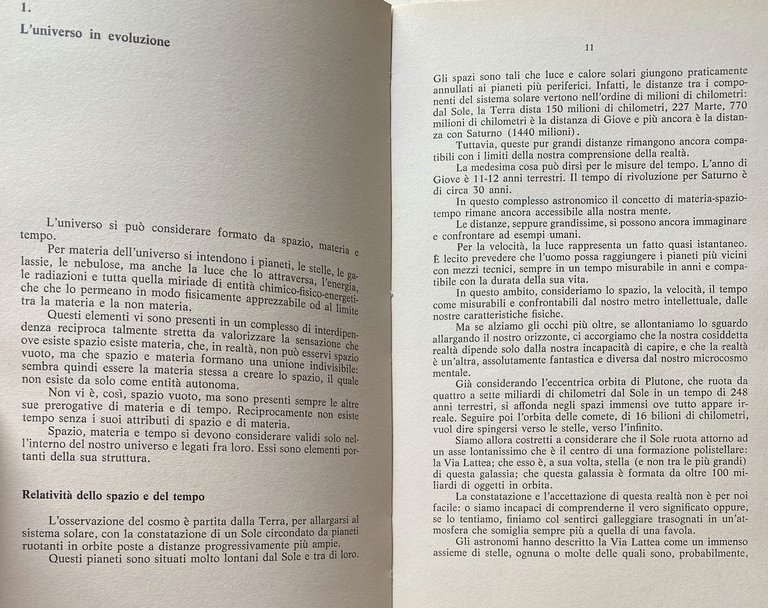 1.
L'universo in evoluzione
L'universo si può considerare formato da spazio, materia e
tempo.
Per materia dell'universo si intendono i pianeti, le stelle, le ga-
lassie, le nebulose, ma anche la luce che lo attraversa, l'energia,
le radiazioni e tutta quella miriade di entità chimico-fisico-energeti-
che che lo permeano in modo fisicamente apprezzabile od al limite
tra la materia e la non materia.
Questi elementi vi sono presenti in un complesso di interdipen-
denza reciproca talmente stretta da valorizzare la sensazione che
ove esiste spazio esiste materia, che, in realtà, non può esservi spazio
vuoto, ma che spazio e materia formano una unione indivisibile:
sembra quindi essere la materia stessa a creare lo spazio, il quale
non esiste da solo come entità autonoma.
Non vi è, così, spazio vuoto, ma sono presenti sempre le altre
sue prerogative di materia e di tempo. Reciprocamente non esiste
tempo senza i suoi attributi di spazio e di materia.
Spazio, materia e tempo si devono considerare validi solo nel-
l'interno del nostro universo e legati fra loro. Essi sono elementi por-
tanti della sua struttura.
Relatività dello spazio e del tempo
L'osservazione del cosmo è partita dalla Terra, per allargarsi al
sistema solare, con la constatazione di un Sole circondato da pianeti
ruotanti in orbite poste a distanze progressivamente più ampie.
Questi pianeti sono situati molto lontani dal Sole e tra di loro.
11
Gli spazi sono tali che luce e calore solari giungono praticamente
annullati ai pianeti più periferici. Infatti, le distanze tra i compo-
nenti del sistema solare vertono nell'ordine di milioni di chilometri:
dal Sole, la Terra dista 150 milioni di chilometri, 227 Marte, 770
milioni di chilometri è la distanza di Giove e più ancora è la distan-
za con Saturno (1440 milioni).
Tuttavia, queste pur grandi distanze rimangono ancora compa-
tibili con i limiti della nostra comprensione della realtà.
La medesima cosa può dirsi per le misure del tempo. L'anno di
Giove è 11-12 anni terrestri. Il tempo di rivoluzione per Saturno è
di circa 30 anni.
In questo complesso astronomico il concetto di materia-spazio-
tempo rimane ancora accessibile alla nostra mente.
Le distanze, seppure grandissime, si possono ancora immaginare
e confrontare ad esempi umani.
Per la velocità, la luce rappresenta un fatto quasi istantaneo.
È lecito prevedere che l'uomo possa raggiungere i pianeti più vicini
con mezzi tecnici, sempre in un tempo misurabile in anni e compa-
tibile con la durata della sua vita.
In questo ambito, consideriamo lo spazio, la velocità, il tempo
come misurabili e confrontabili dal nostro metro intellettuale, dalle
nostre caratteristiche fisiche.
Ma se alziamo gli occhi più oltre, se allontaniamo lo sguardo
allargando il nostro orizzonte, ci accorgiamo che la nostra cosiddetta
realtà dipende solo dalla nostra incapacità di capire, e che la realtà
è un'altra, assolutamente fantastica e diversa dal nostro microcosmo
mentale.
Già considerando l'eccentrica orbita di Plutone, che ruota da
quattro a sette miliardi di chilometri dal Sole in un tempo di 248
anni terrestri, si affonda negli spazi immensi ove tutto appare ir-
reale. Seguire poi l'orbita delle comete, di 16 bilioni di chilometri,
vuol dire spingersi verso le stelle, verso l'infinito.
Siamo allora costretti a considerare che il Sole ruota attorno ad
un asse lontanissimo che è il centro di una formazione polistellare:
la Via Lattea; che esso è, a sua volta, stella (e non tra le più grandi)
di questa galassia; che questa galassia è formata da oltre 100 mi-
liardi di oggetti in orbita.
La constatazione e l'accettazione di questa realtà non è per noi
facile: o siamo incapaci di comprenderne il vero significato oppure,
se lo tentiamo, finiamo col sentirci galleggiare trasognati in un'at-
mosfera che somiglia sempre più a quella di una favola.
Gli astronomi hanno descritto la Via Lattea come un immenso
assieme di stelle, ognuna o molte delle quali sono, probabilmente,